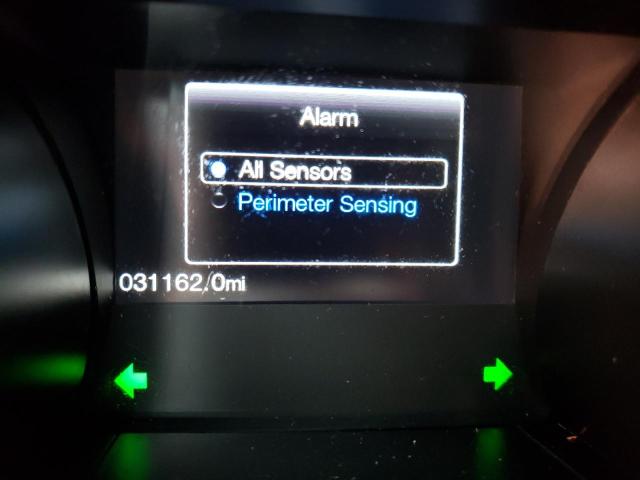 Alarm
All Sensors
Perimeter Sensing
031162.0mi